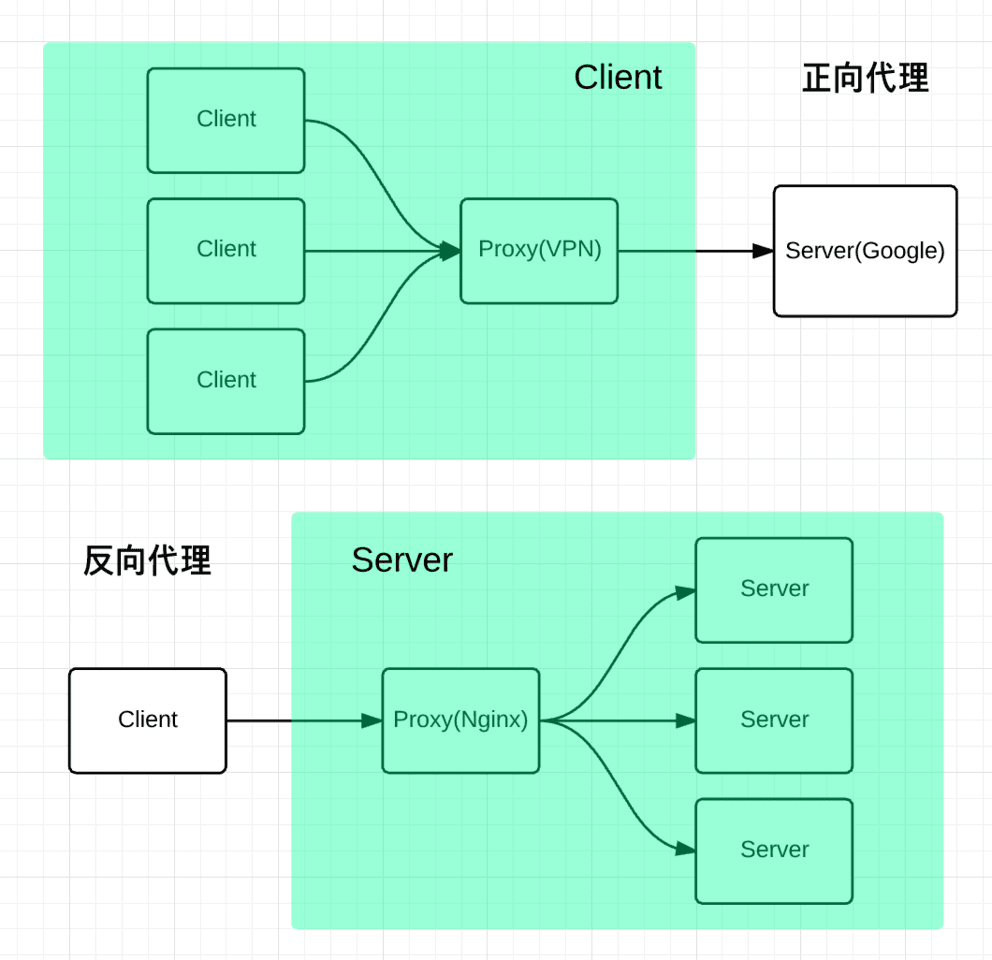 Client
正向代理
Client
Client
Proxy(VPN)
Server(Google)
Client
反向代理
Server
Server
Client
Proxy(Nginx)
Server
Server